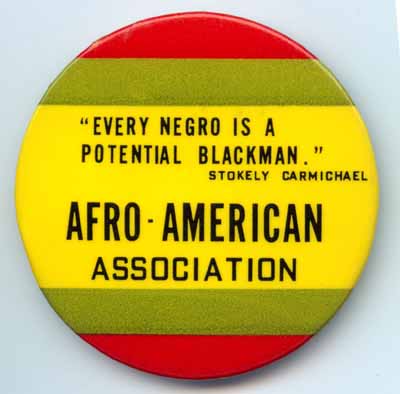 "EVERY NEGRO IS A
POTENTIAL BLACKMAN."
STOKELY CARMICHAEL
AFRO-AMERICAN
ASSOCIATION